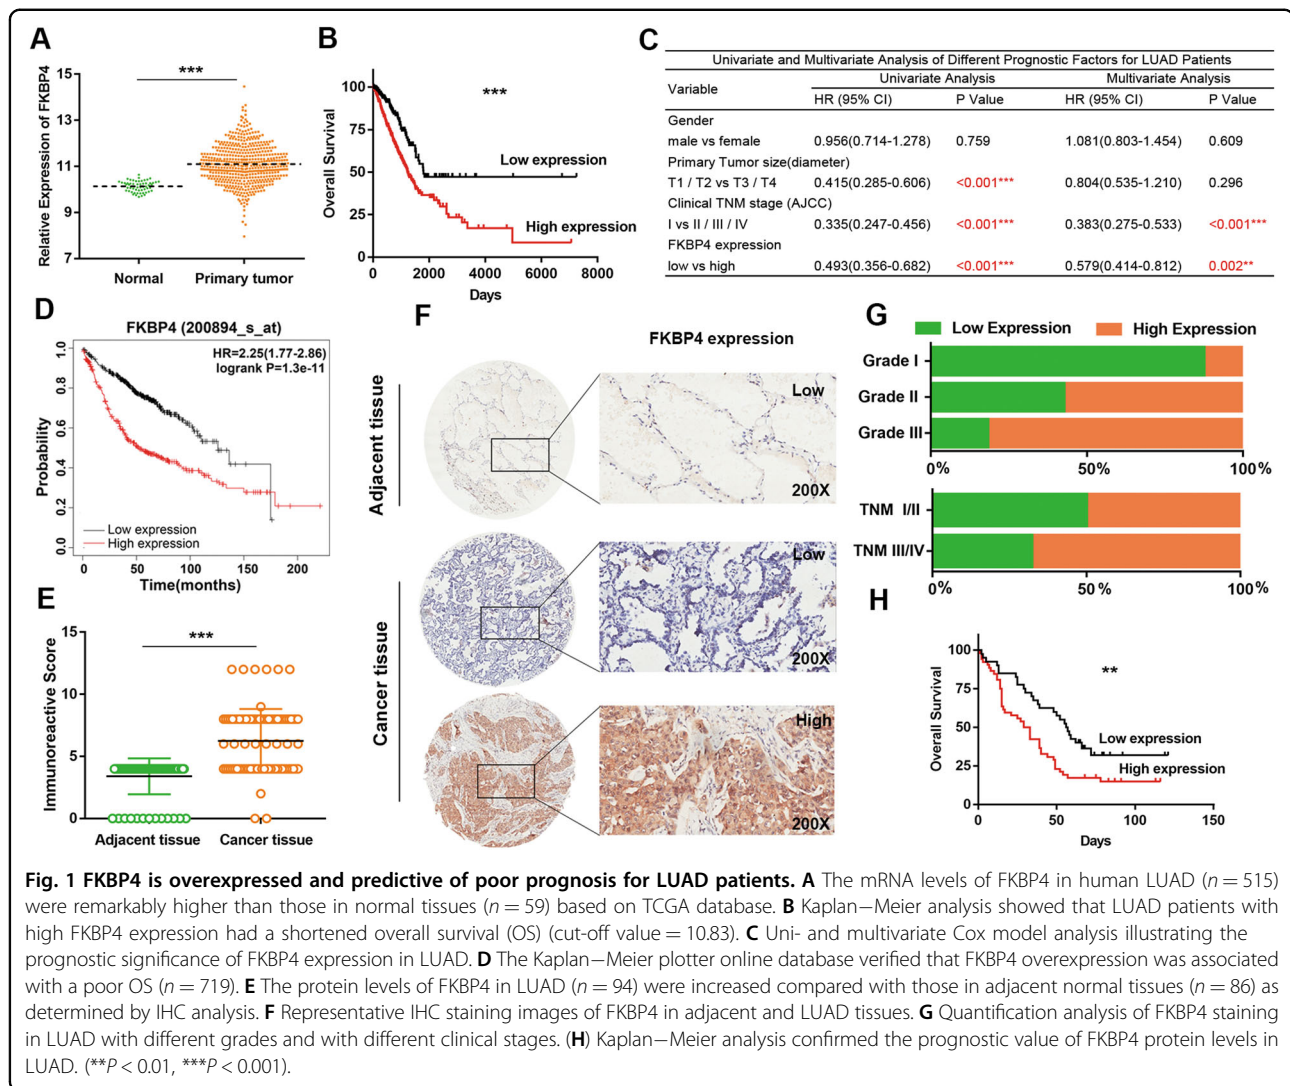 A
Relative Expression of FKBP4
15
13
11
9
7
***
Normal
Primary tumor
B
Overall Survival
100
75
50
25
0
***
Low expression
High expression
0
2000
4000
6000
8000
Days
C
Univariate and Multivariate Analysis of Different Prognostic Factors for LUAD Patients
Variable
Univariate Analysis
Multivariate Analysis
HR (95% CI) P Value HR (95% CI) P Value
Gender
male vs female 0.956(0.714-1.278) 0.759 1.081(0.803-1.454) 0.609
Primary Tumor size(diameter)
T1 / T2 vs T3 / T4 0.415(0.285-0.606) <0.001*** 0.804(0.535-1.210) 0.296
Clinical TNM stage (AJCC)
I vs II / III / IV 0.335(0.247-0.456) <0.001*** 0.383(0.275-0.533) <0.001***
FKBP4 expression
low vs high 0.493(0.356-0.682) <0.001*** 0.579(0.414-0.812) 0.002**
D
FKBP4 (200894_s_at)
HR=2.25(1.77-2.86)
logrank P=1.3e-11
Probability
1.0
0.8
0.6
0.4
0.2
0.0
Low expression
High expression
0
50
100
150
200
Time(months)
E
Immunoreactive Score
15
10
5
0
***
Adjacent tissue
Cancer tissue
F
FKBP4 expression
Adjacent tissue
Low
200X
Cancer tissue
Low
200X
High
200X
G
Low Expression
High Expression
Grade I
Grade II
Grade III
0%
50%
100%
TNM I/II
TNM III/IV
0%
50%
100%
H
Overall Survival
100
75
50
25
0
**
Low expression
High expression
0
50
100
150
Days
Fig. 1 FKBP4 is overexpressed and predictive of poor prognosis for LUAD patients. A The mRNA levels of FKBP4 in human LUAD (n = 515)
were remarkably higher than those in normal tissues (n = 59) based on TCGA database. B Kaplan−Meier analysis showed that LUAD patients with
high FKBP4 expression had a shortened overall survival (OS) (cut-off value = 10.83). C Uni- and multivariate Cox model analysis illustrating the
prognostic significance of FKBP4 expression in LUAD. D The Kaplan−Meier plotter online database verified that FKBP4 overexpression was associated
with a poor OS (n = 719). E The protein levels of FKBP4 in LUAD (n = 94) were increased compared with those in adjacent normal tissues (n = 86) as
determined by IHC analysis. F Representative IHC staining images of FKBP4 in adjacent and LUAD tissues. G Quantification analysis of FKBP4 staining
in LUAD with different grades and with different clinical stages. (H) Kaplan−Meier analysis confirmed the prognostic value of FKBP4 protein levels in
LUAD. (**P < 0.01, ***P < 0.001).